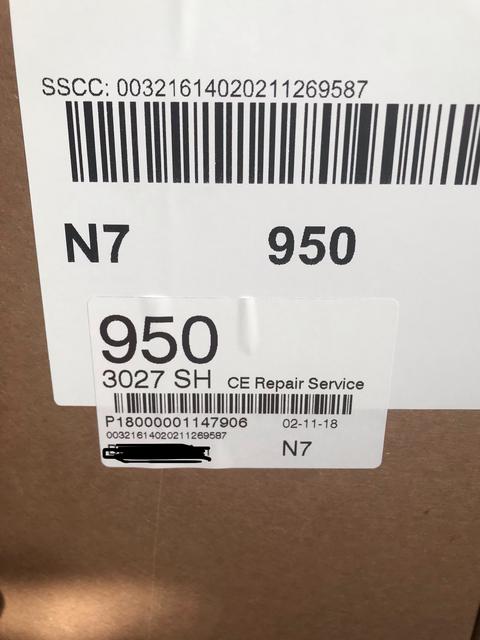 SSCC: 00321614020211269587
N7 950
950
3027 SH CE Repair Service
P18000001147906 02-11-18
00321614020211269587
N7